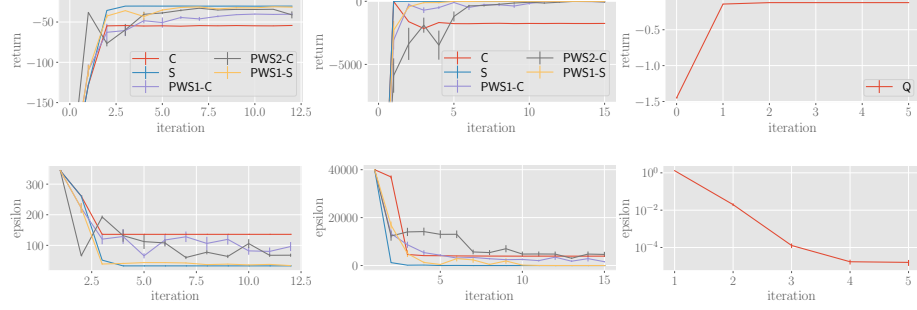 −50
−100
−150
return
0.0 2.5 5.0 7.5 10.0 12.5
iteration
C
S
PWS1-C
PWS2-C
PWS1-S
0
−5000
return
0 5 10 15
iteration
C
S
PWS1-C
PWS2-C
PWS1-S
−0.5
−1.0
−1.5
return
0 1 2 3 4 5
iteration
Q
300
200
100
epsilon
2.5 5.0 7.5 10.0 12.5
iteration
40000
20000
0
epsilon
5 10 15
iteration
10⁰
10⁻²
10⁻⁴
epsilon
1 2 3 4 5
iteration